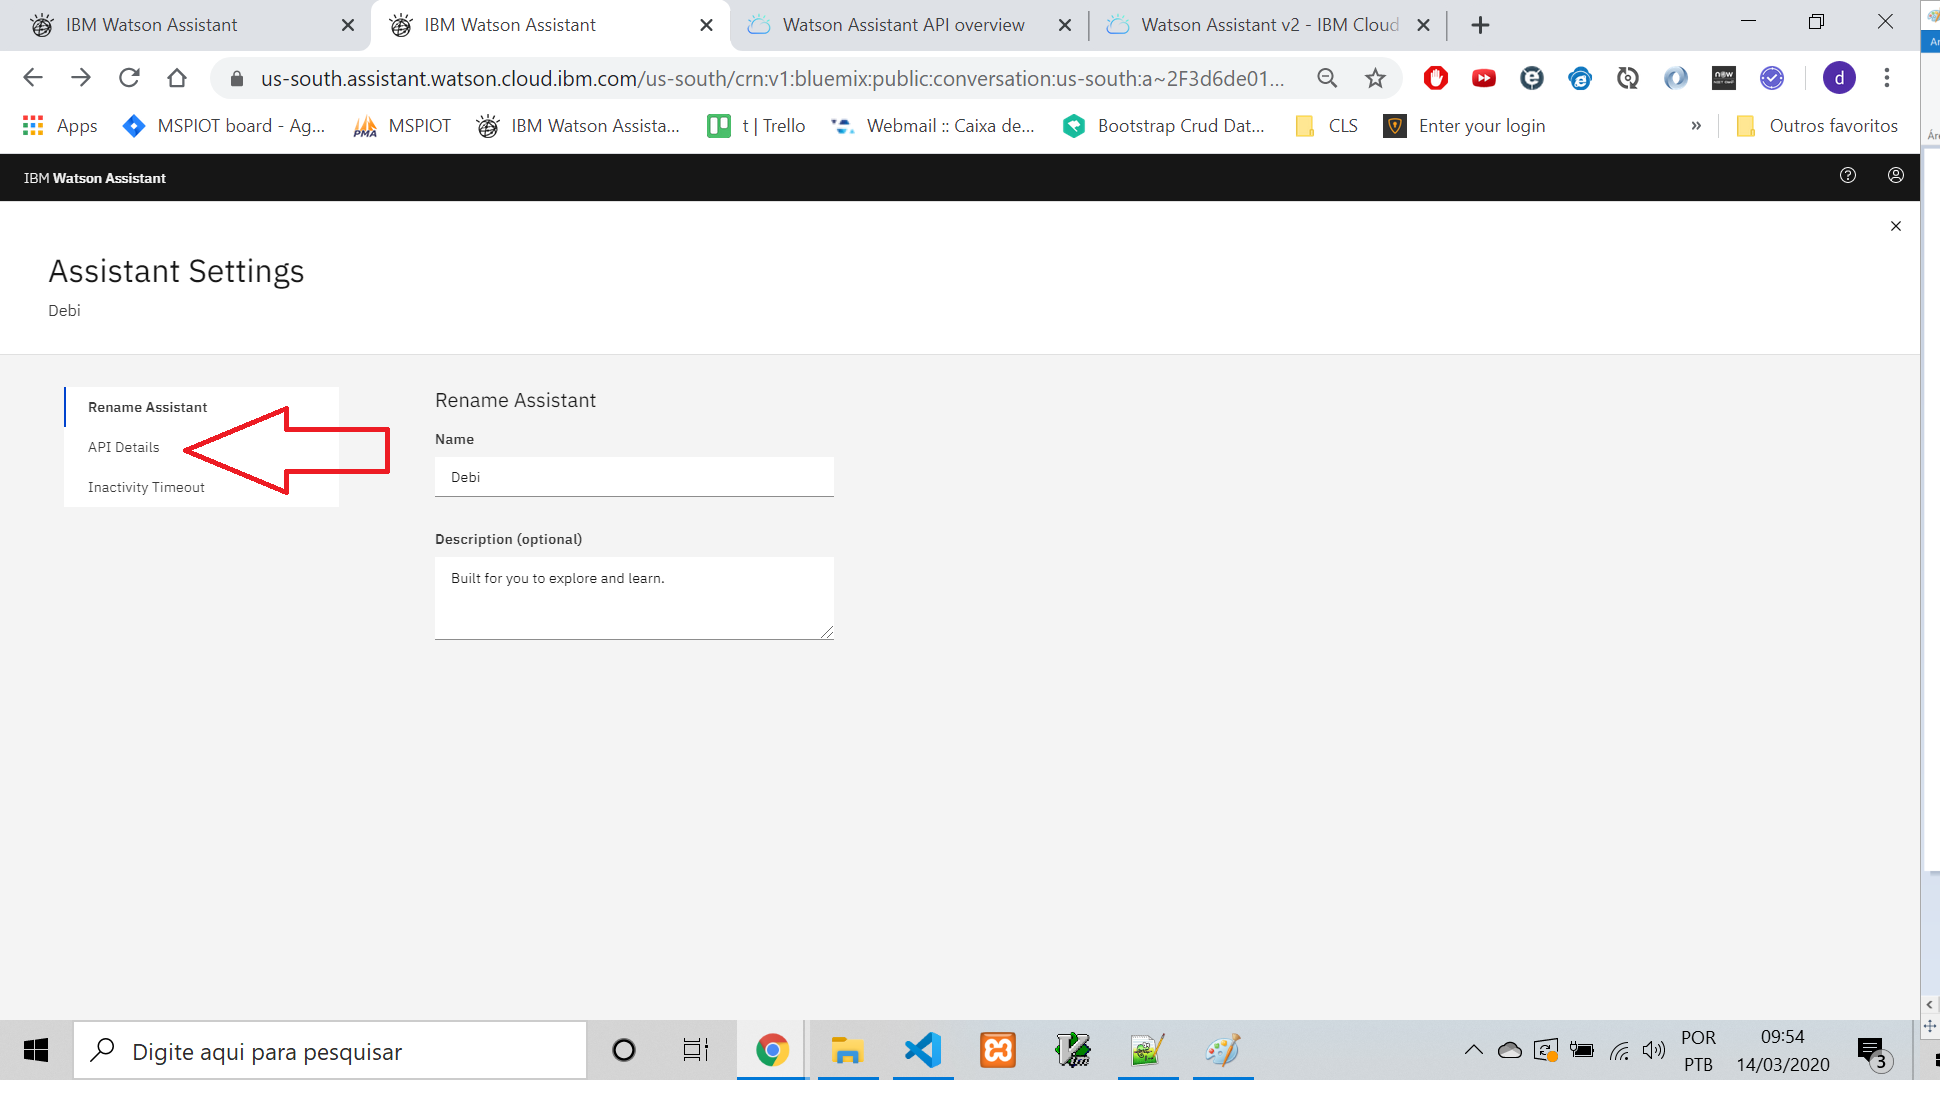 IBM Watson Assistant
IBM Watson Assistant
Watson Assistant API overview
Watson Assistant v2 - IBM Cloud
us-south.assistant.watson.cloud.ibm.com/us-south/crn:v1:bluemix:public:conversation:us-south:a~2F3d6de01...
now
d
Apps
MSPIOT board - Ag...
PMA
MSPIOT
IBM Watson Assista...
t | Trello
Webmail :: Caixa de...
Bootstrap Crud Dat...
CLS
Enter your login
»
Outros favoritos
IBM Watson Assistant
Assistant Settings
Debi
Rename Assistant
API Details
Inactivity Timeout
Rename Assistant
Name
Debi
Description (optional)
Built for you to explore and learn.
Digite aqui para pesquisar
POR
PTB
09:54
14/03/2020
3